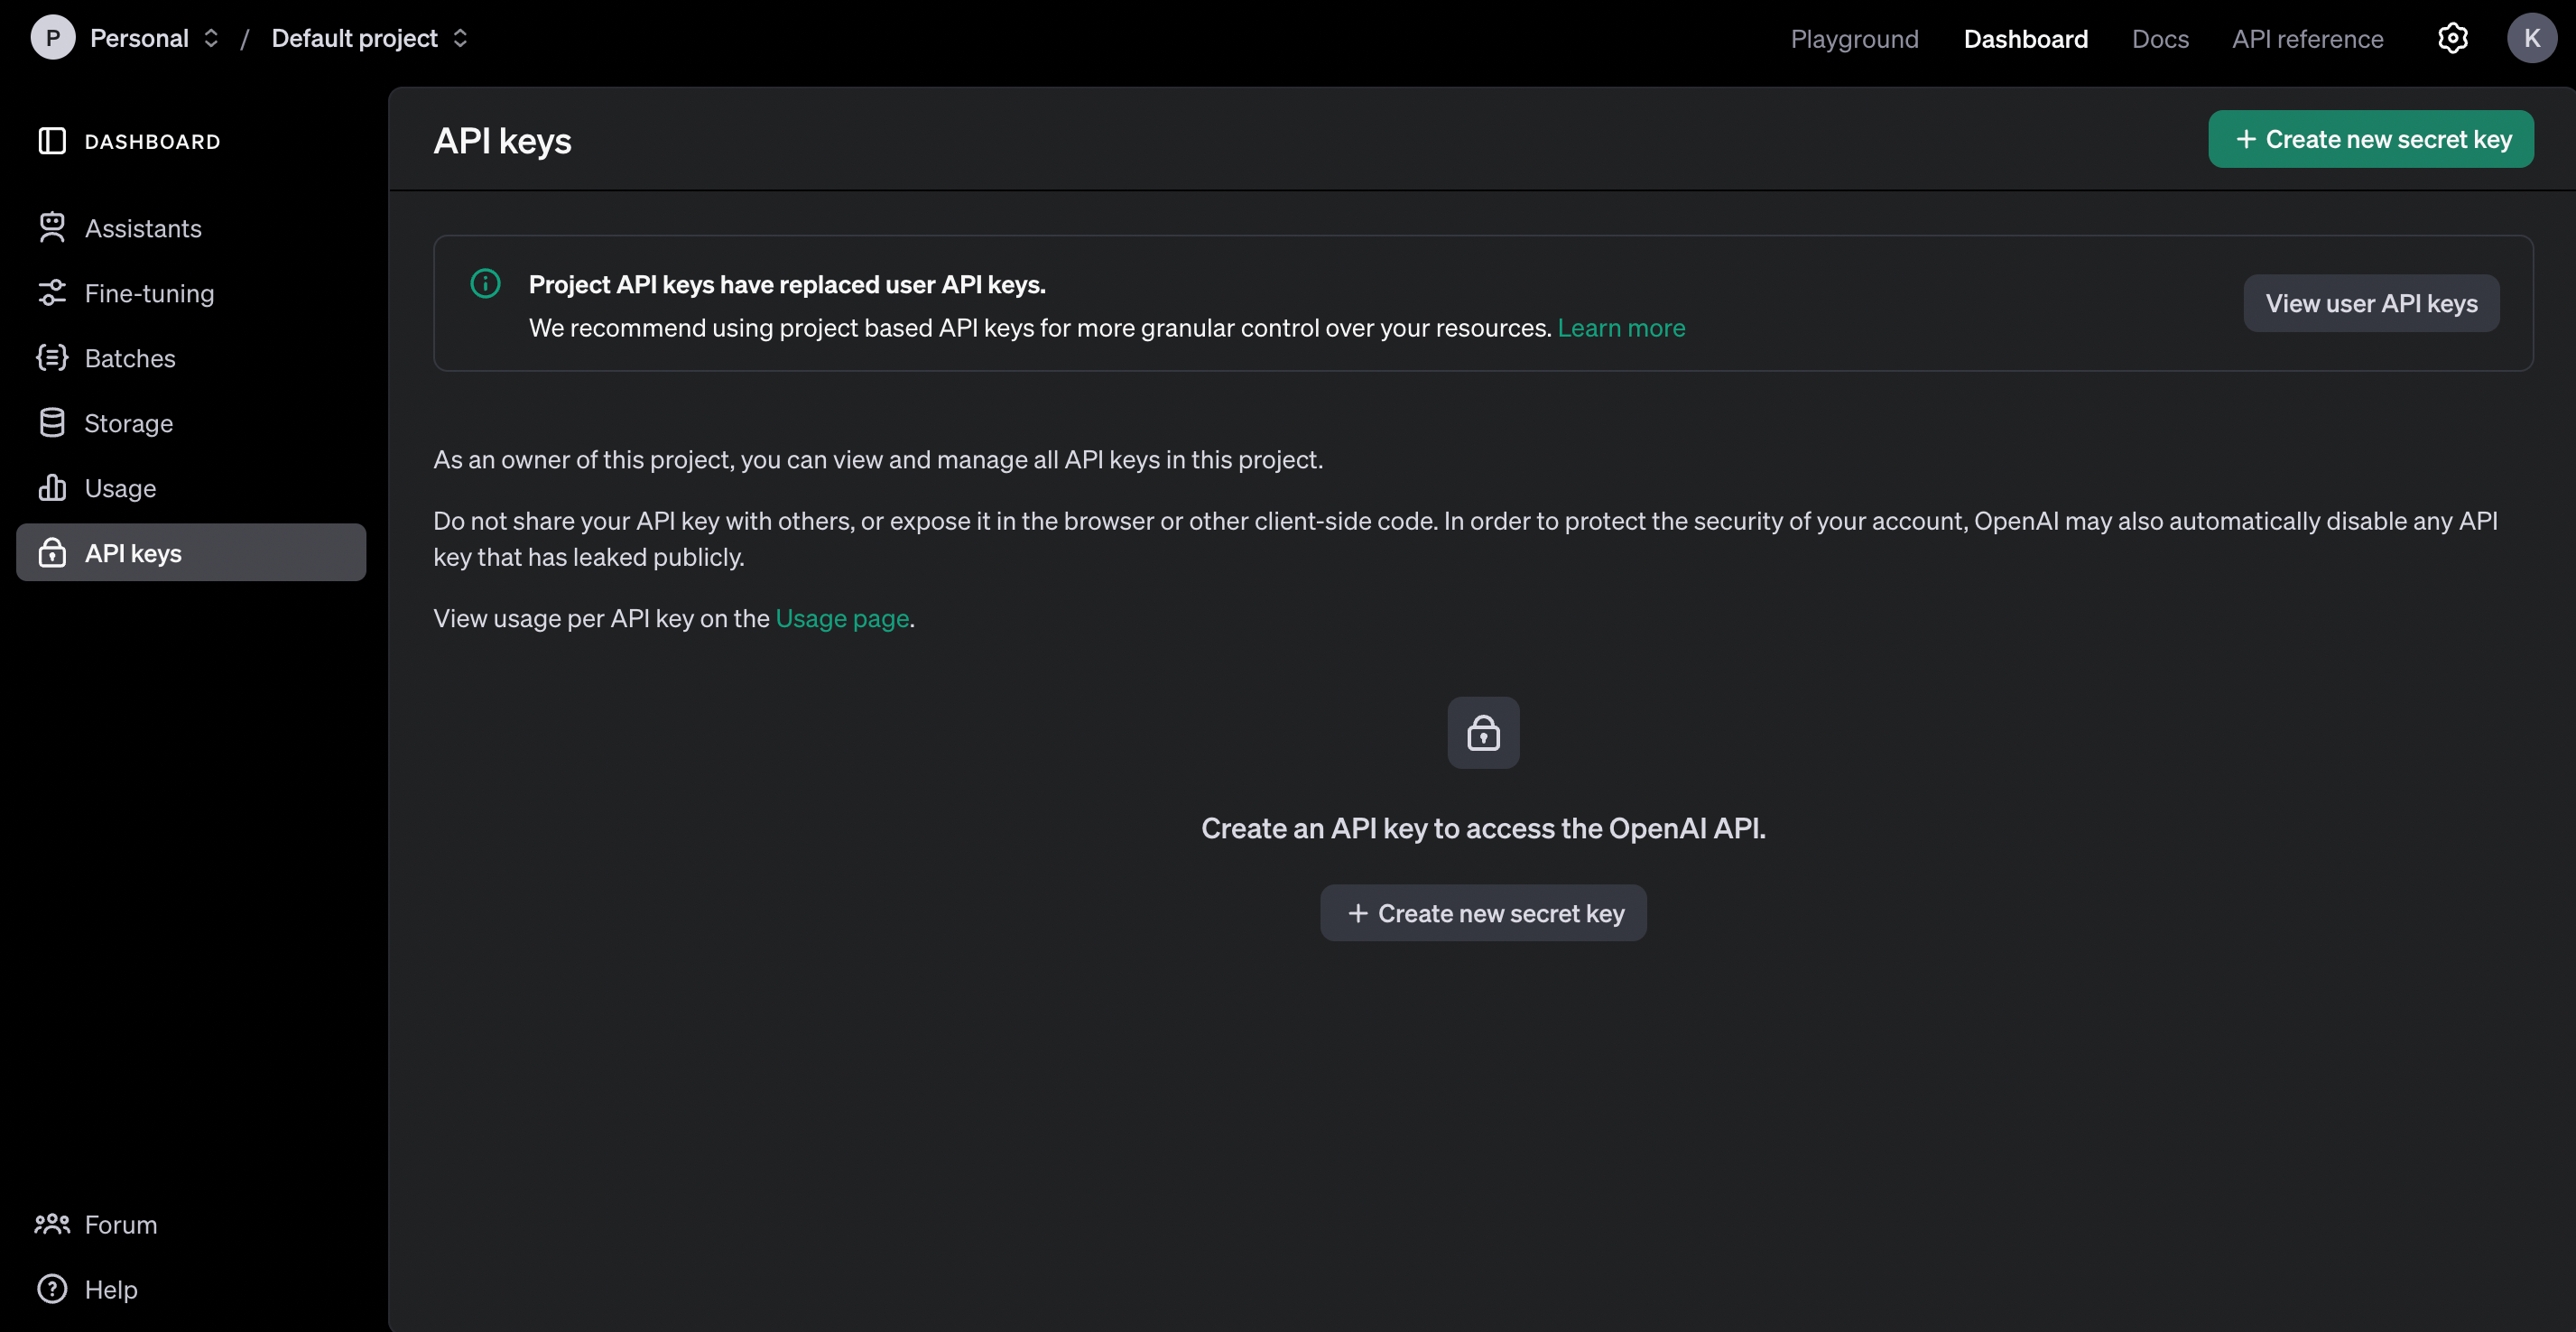 P Personal / Default project
Playground Dashboard Docs API reference K
DASHBOARD
Assistants
Fine-tuning
Batches
Storage
Usage
API keys
Forum
Help
API keys
+ Create new secret key
Project API keys have replaced user API keys.
We recommend using project based API keys for more granular control over your resources. Learn more
View user API keys
As an owner of this project, you can view and manage all API keys in this project.
Do not share your API key with others, or expose it in the browser or other client-side code. In order to protect the security of your account, OpenAI may also automatically disable any API
key that has leaked publicly.
View usage per API key on the Usage page.
Create an API key to access the OpenAI API.
+ Create new secret key